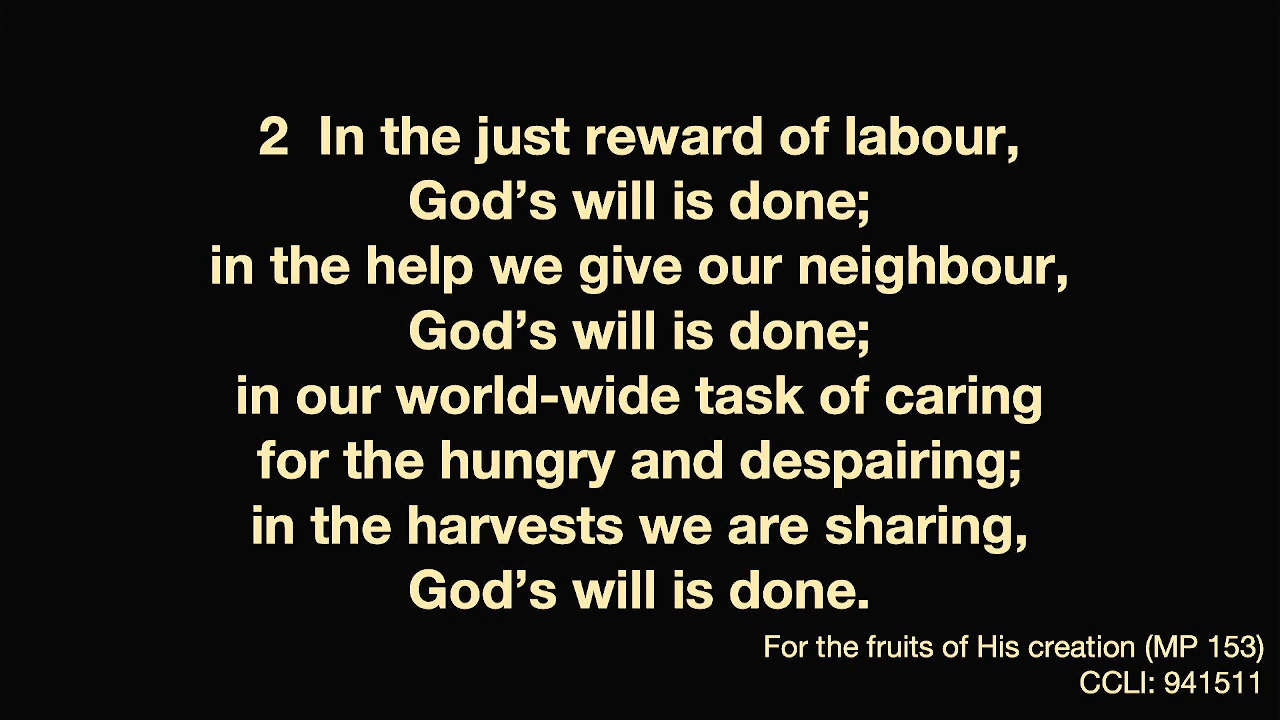 2 In the just reward of labour,
God’s will is done;
in the help we give our neighbour,
God’s will is done;
in our world-wide task of caring
for the hungry and despairing;
in the harvests we are sharing,
God’s will is done.
For the fruits of His creation (MP 153)
CCLI: 941511